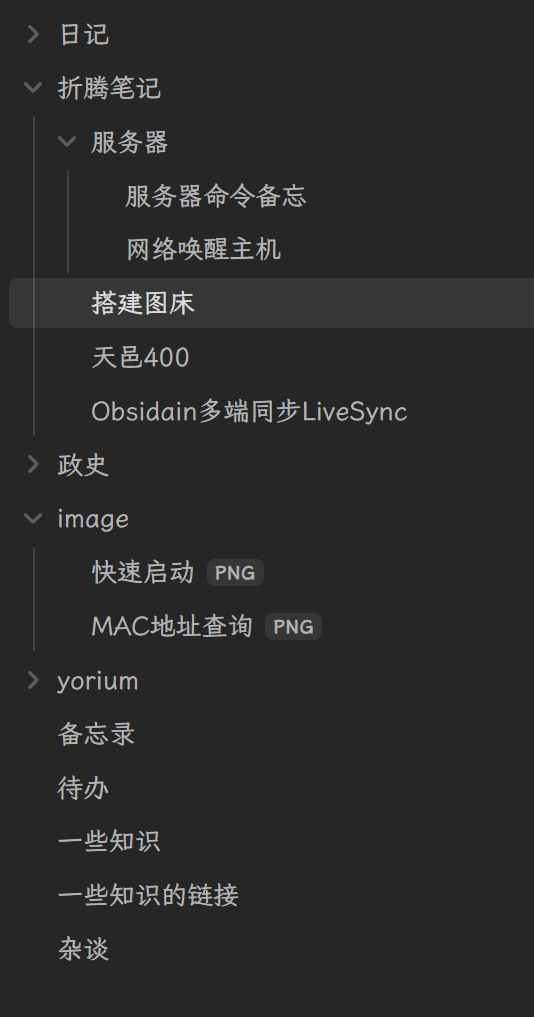 日记
折腾笔记
服务器
服务器命令备忘
网络唤醒主机
搭建图床
天邑400
Obsidain多端同步LiveSync
政史
image
快速启动 PNG
MAC地址查询 PNG
yorium
备忘录
待办
一些知识
一些知识的链接
杂谈